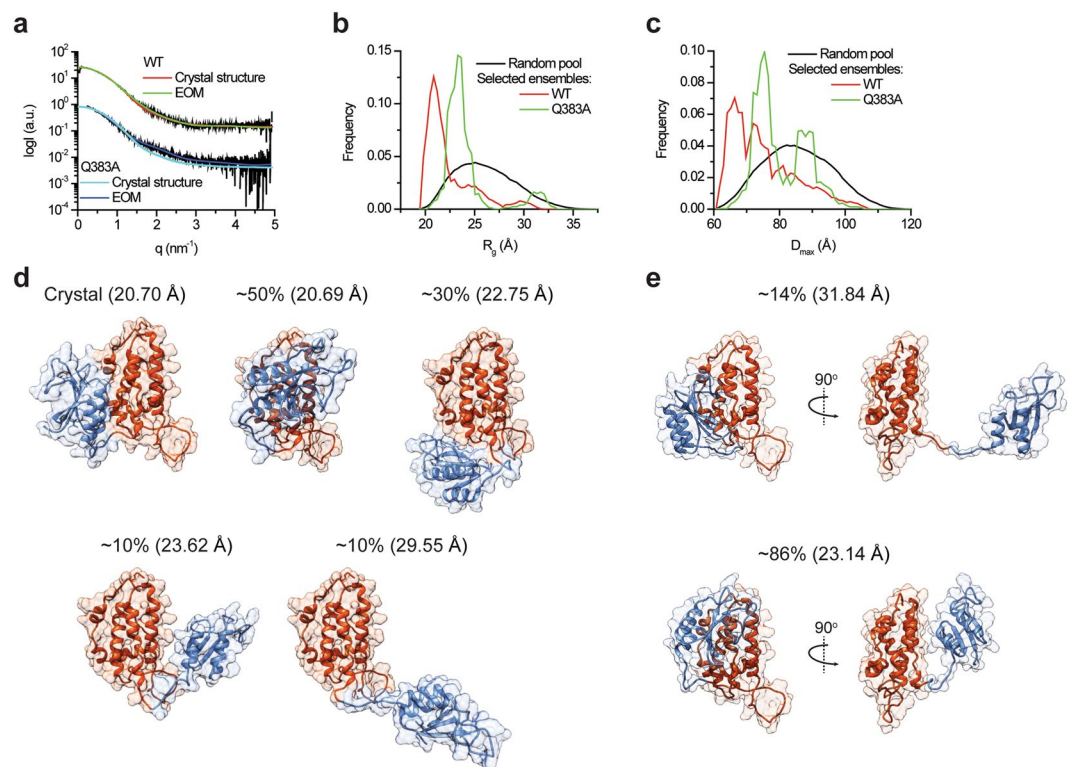 a
10²
10¹
10⁰
10⁻¹
10⁻²
10⁻³
10⁻⁴
logI (a.u.)
WT
Crystal structure
EOM
Q383A
Crystal structure
EOM
0 1 2 3 4 5
q (nm⁻¹)
b
0.15
0.10
0.05
0.00
Frequency
Random pool
Selected ensembles:
WT
Q383A
20 25 30 35
R_g (Å)
c
0.10
0.08
0.06
0.04
0.02
0.00
Frequency
Random pool
Selected ensembles:
WT
Q383A
60 80 100 120
D_max (Å)
d
Crystal (20.70 Å) ~50% (20.69 Å) ~30% (22.75 Å)
~10% (23.62 Å) ~10% (29.55 Å)
e
~14% (31.84 Å)
90°
~86% (23.14 Å)
90°